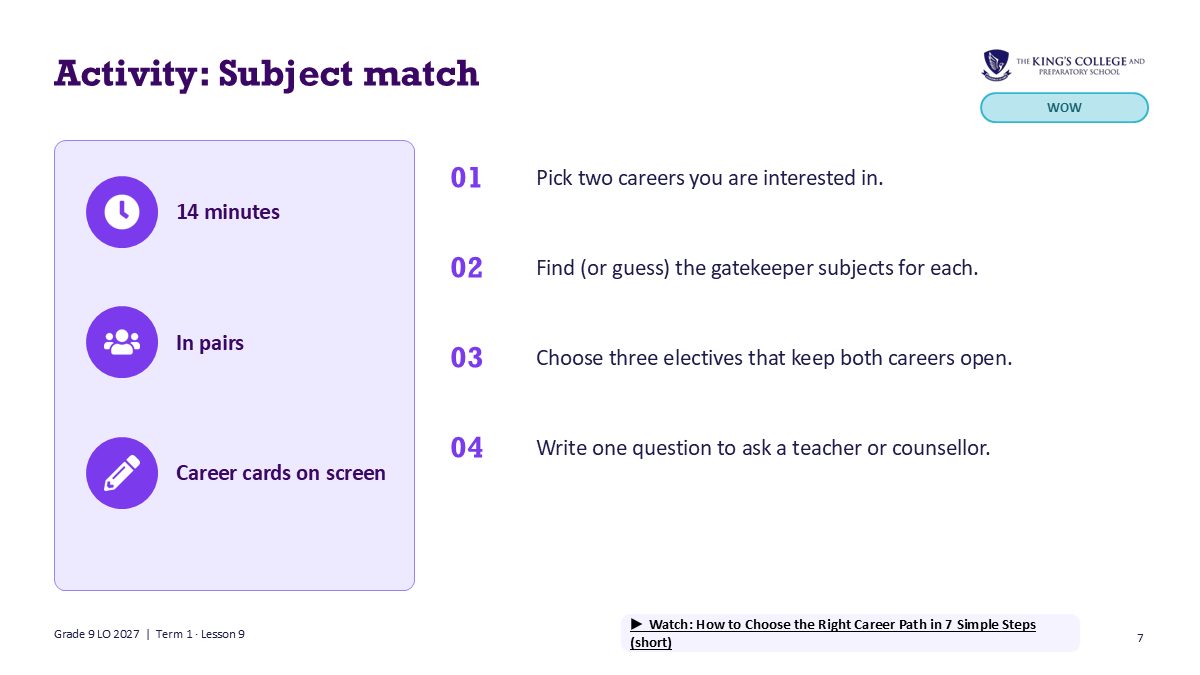 Activity: Subject match
THE KING'S COLLEGE AND
PREPARATORY SCHOOL
WOW
14 minutes
In pairs
Career cards on screen
01 Pick two careers you are interested in.
02 Find (or guess) the gatekeeper subjects for each.
03 Choose three electives that keep both careers open.
04 Write one question to ask a teacher or counsellor.
Grade 9 LO 2027 | Term 1 · Lesson 9
▶ Watch: How to Choose the Right Career Path in 7 Simple Steps
(short)
7